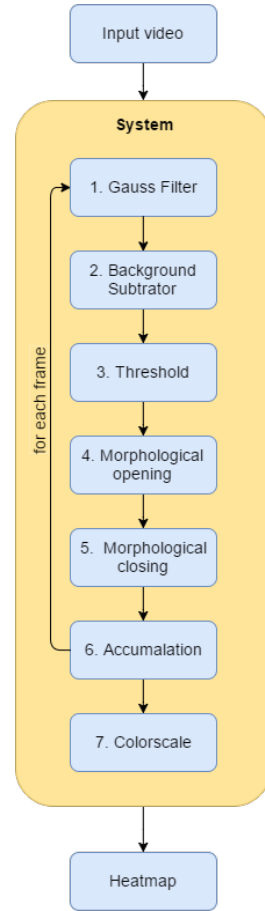 Input video
System
1. Gauss Filter
2. Background
Subtrator
3. Threshold
for each frame
4. Morphological
opening
5. Morphological
closing
6. Accumalation
7. Colorscale
Heatmap